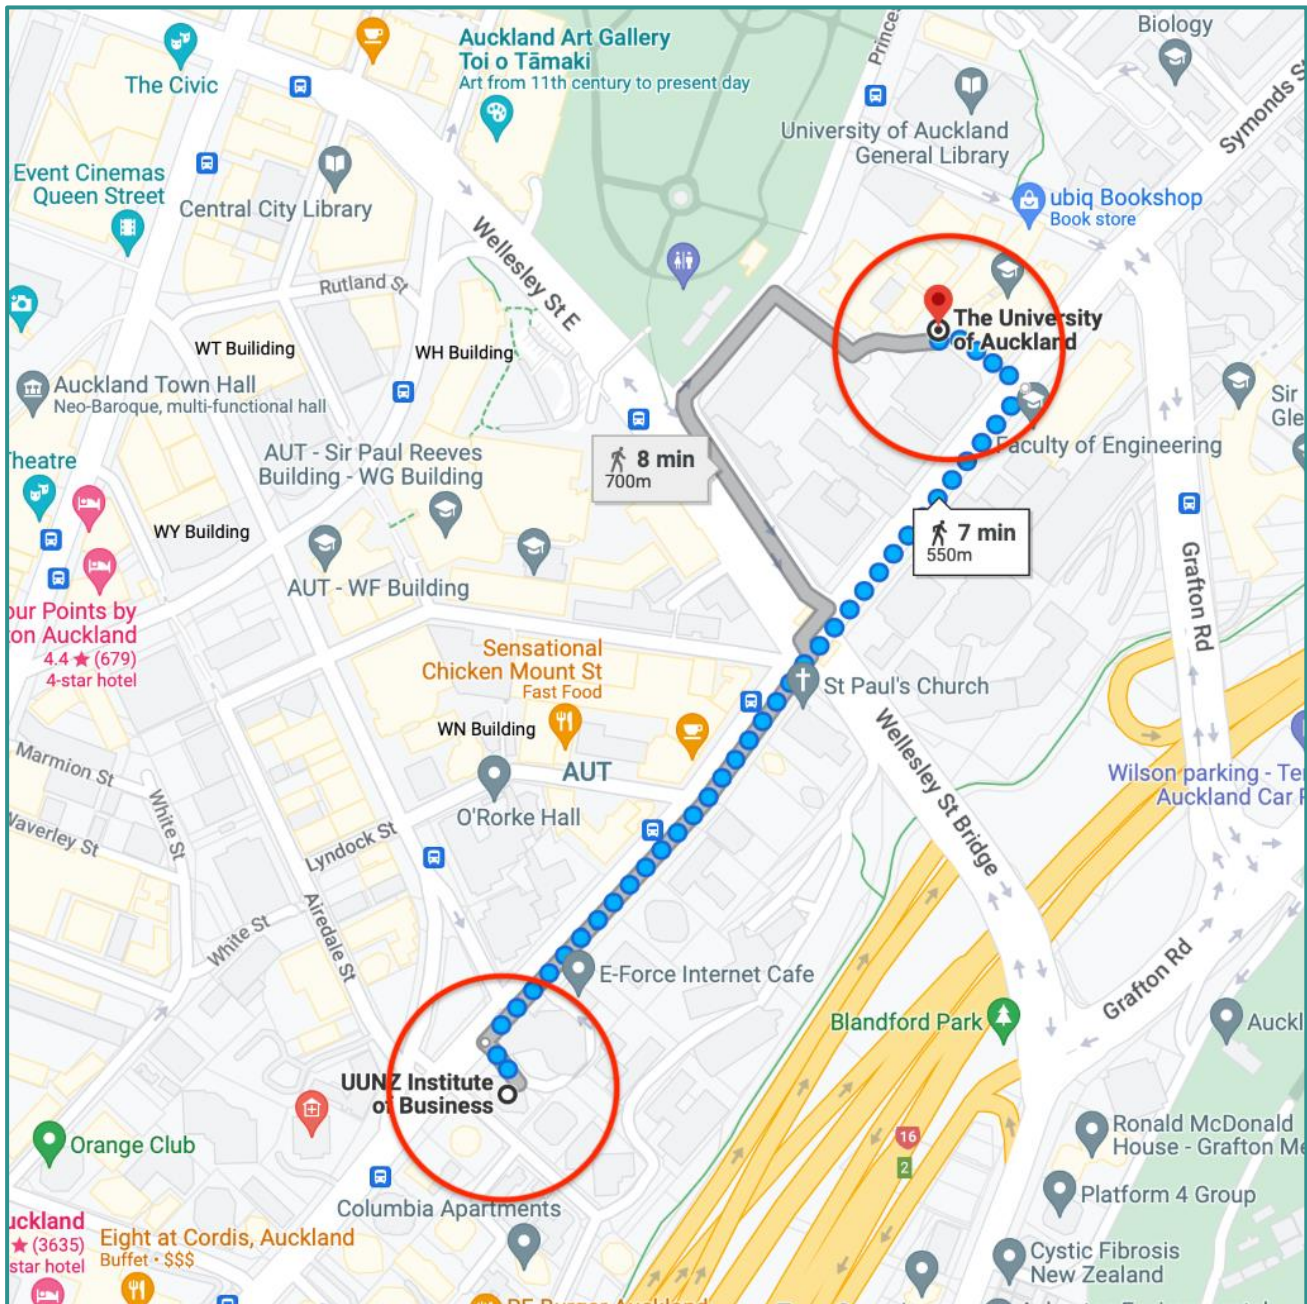 Biology
Princes
Auckland Art Gallery
Toi o Tāmaki
Art from 11th century to present day
The Civic
Symonds St
University of Auckland
General Library
Event Cinemas
Queen Street
Central City Library
ubiq Bookshop
Book store
Wellesley St E
Rutland St
The University
of Auckland
WT Builiding
WH Building
Auckland Town Hall
Neo-Baroque, multi-functional hall
Sir
Gle
Theatre
AUT - Sir Paul Reeves
Building - WG Building
8 min
700m
Faculty of Engineering
WY Building
7 min
550m
AUT - WF Building
Grafton Rd
our Points by
on Auckland
4.4 ★ (679)
4-star hotel
Sensational
Chicken Mount St
Fast Food
St Paul's Church
WN Building
Wellesley St Bridge
Marmion St
AUT
Wilson parking - Te
Auckland Car P
White St
O'Rorke Hall
Waverley St
Lyndock St
Airedale St
White St
E-Force Internet Cafe
Grafton Rd
Blandford Park
Auckl
UUNZ Institute
of Business
Orange Club
16
2
Ronald McDonald
House - Grafton Me
Columbia Apartments
Platform 4 Group
uckland
★ (3635)
star hotel
Eight at Cordis, Auckland
Buffet · $$$
Cystic Fibrosis
New Zealand